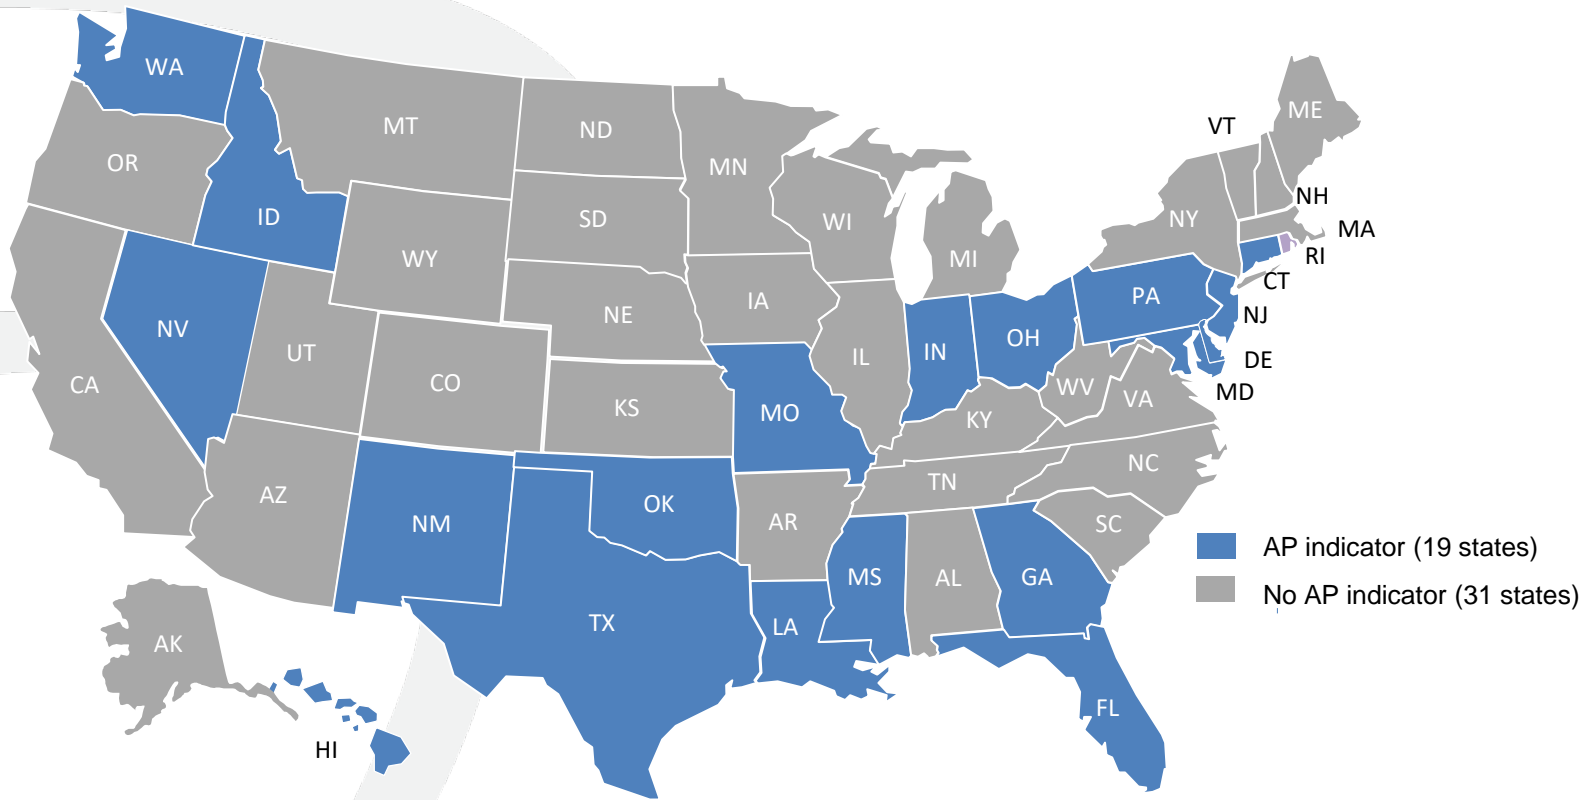 WA
MT
ND
MN
OR
ID
SD
WI
WY
MI
NY
VT
ME
NH
MA
RI
CT
PA
NJ
DE
MD
NV
UT
NE
IA
IL
IN
OH
CA
CO
KS
MO
WV
VA
KY
AZ
NM
OK
AR
TN
NC
SC
TX
LA
MS
AL
GA
FL
AK
HI
AP indicator (19 states)
No AP indicator (31 states)